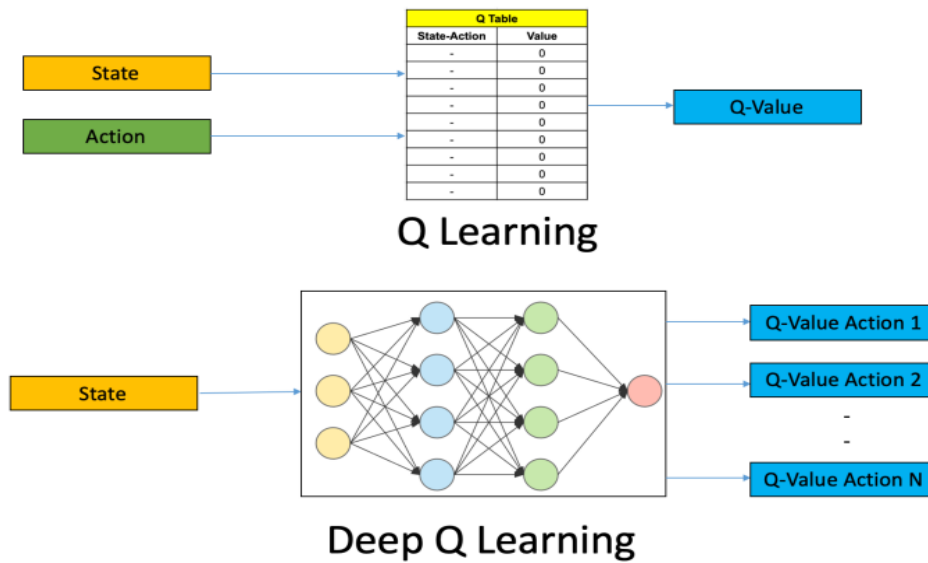 Q Table
State-Action Value
- 0
- 0
- 0
- 0
- 0
- 0
- 0
- 0
- 0
State
Action
Q-Value
Q Learning
State
Q-Value Action 1
Q-Value Action 2
-
-
Q-Value Action N
Deep Q Learning